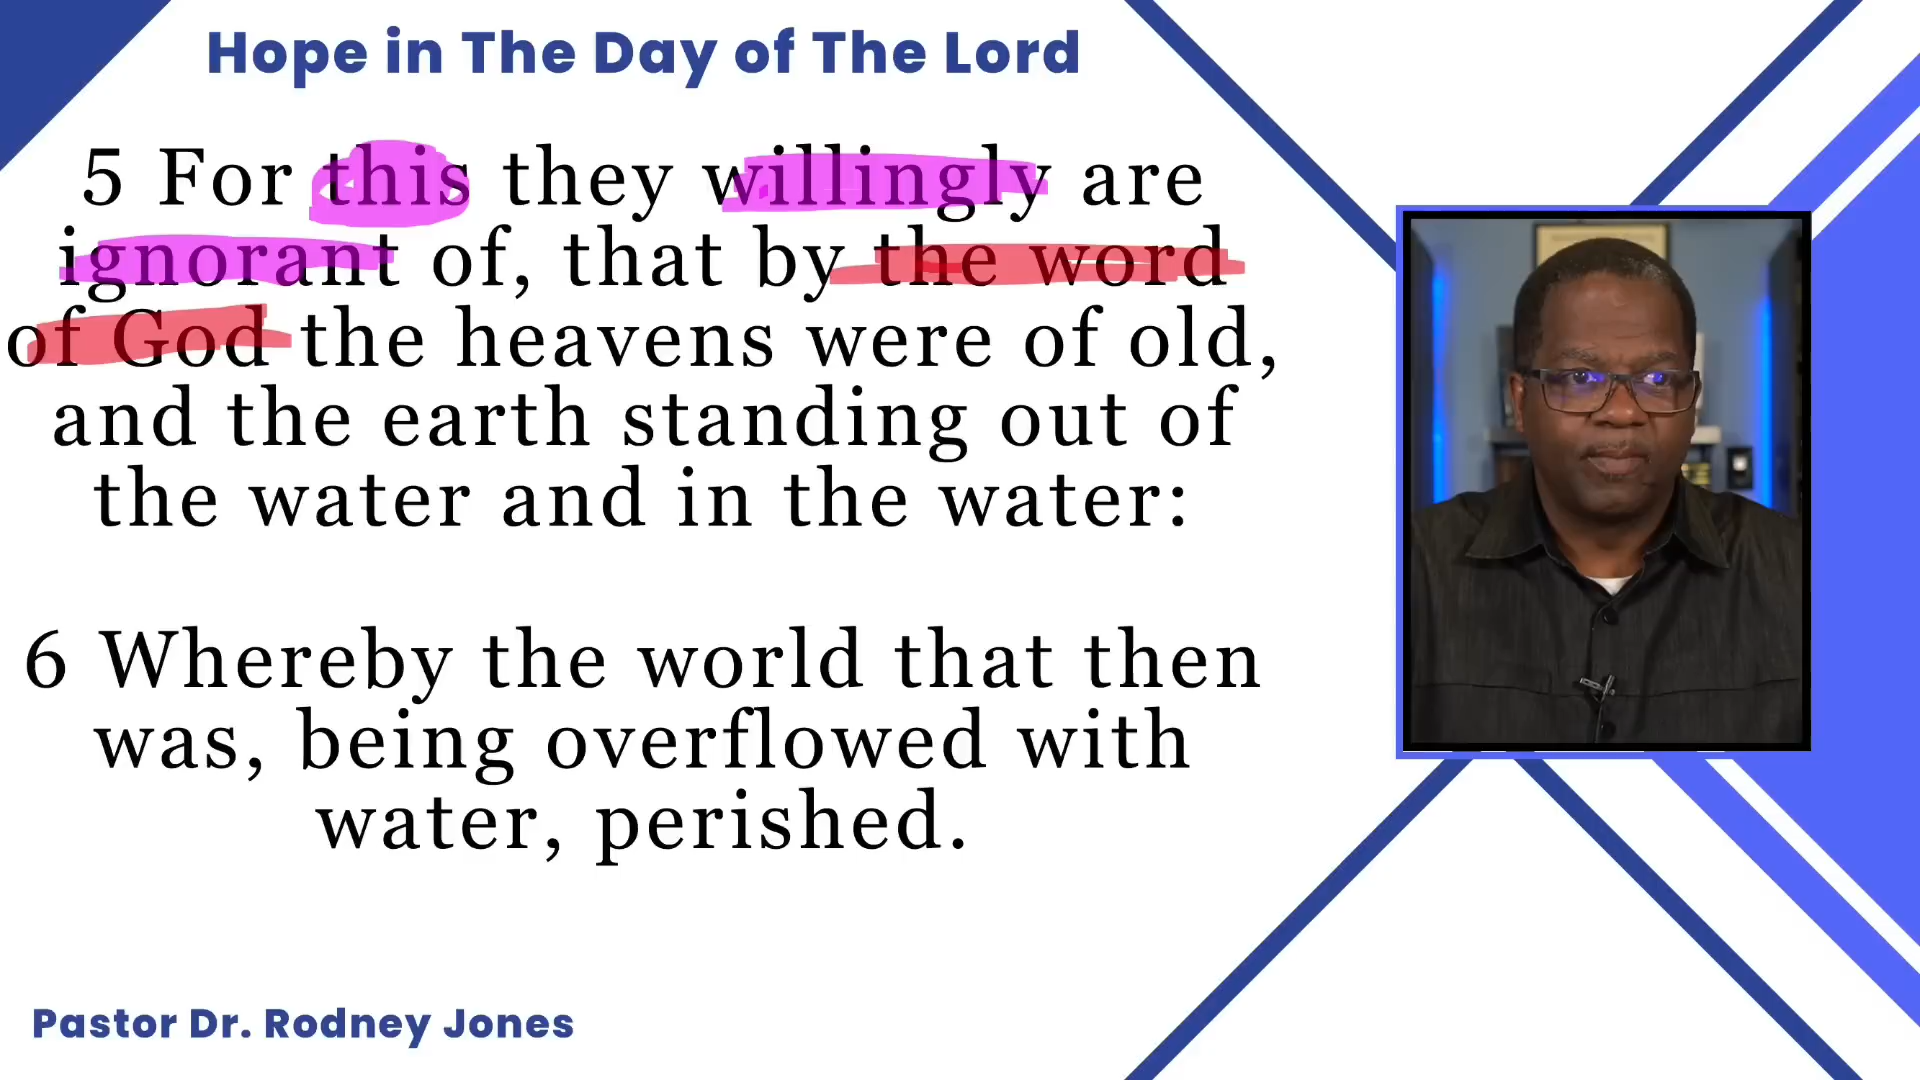 Hope in The Day of The Lord
5 For this they willingly are
ignorant of, that by the word
of God the heavens were of old,
and the earth standing out of
the water and in the water:
6 Whereby the world that then
was, being overflowed with
water, perished.
Pastor Dr. Rodney Jones